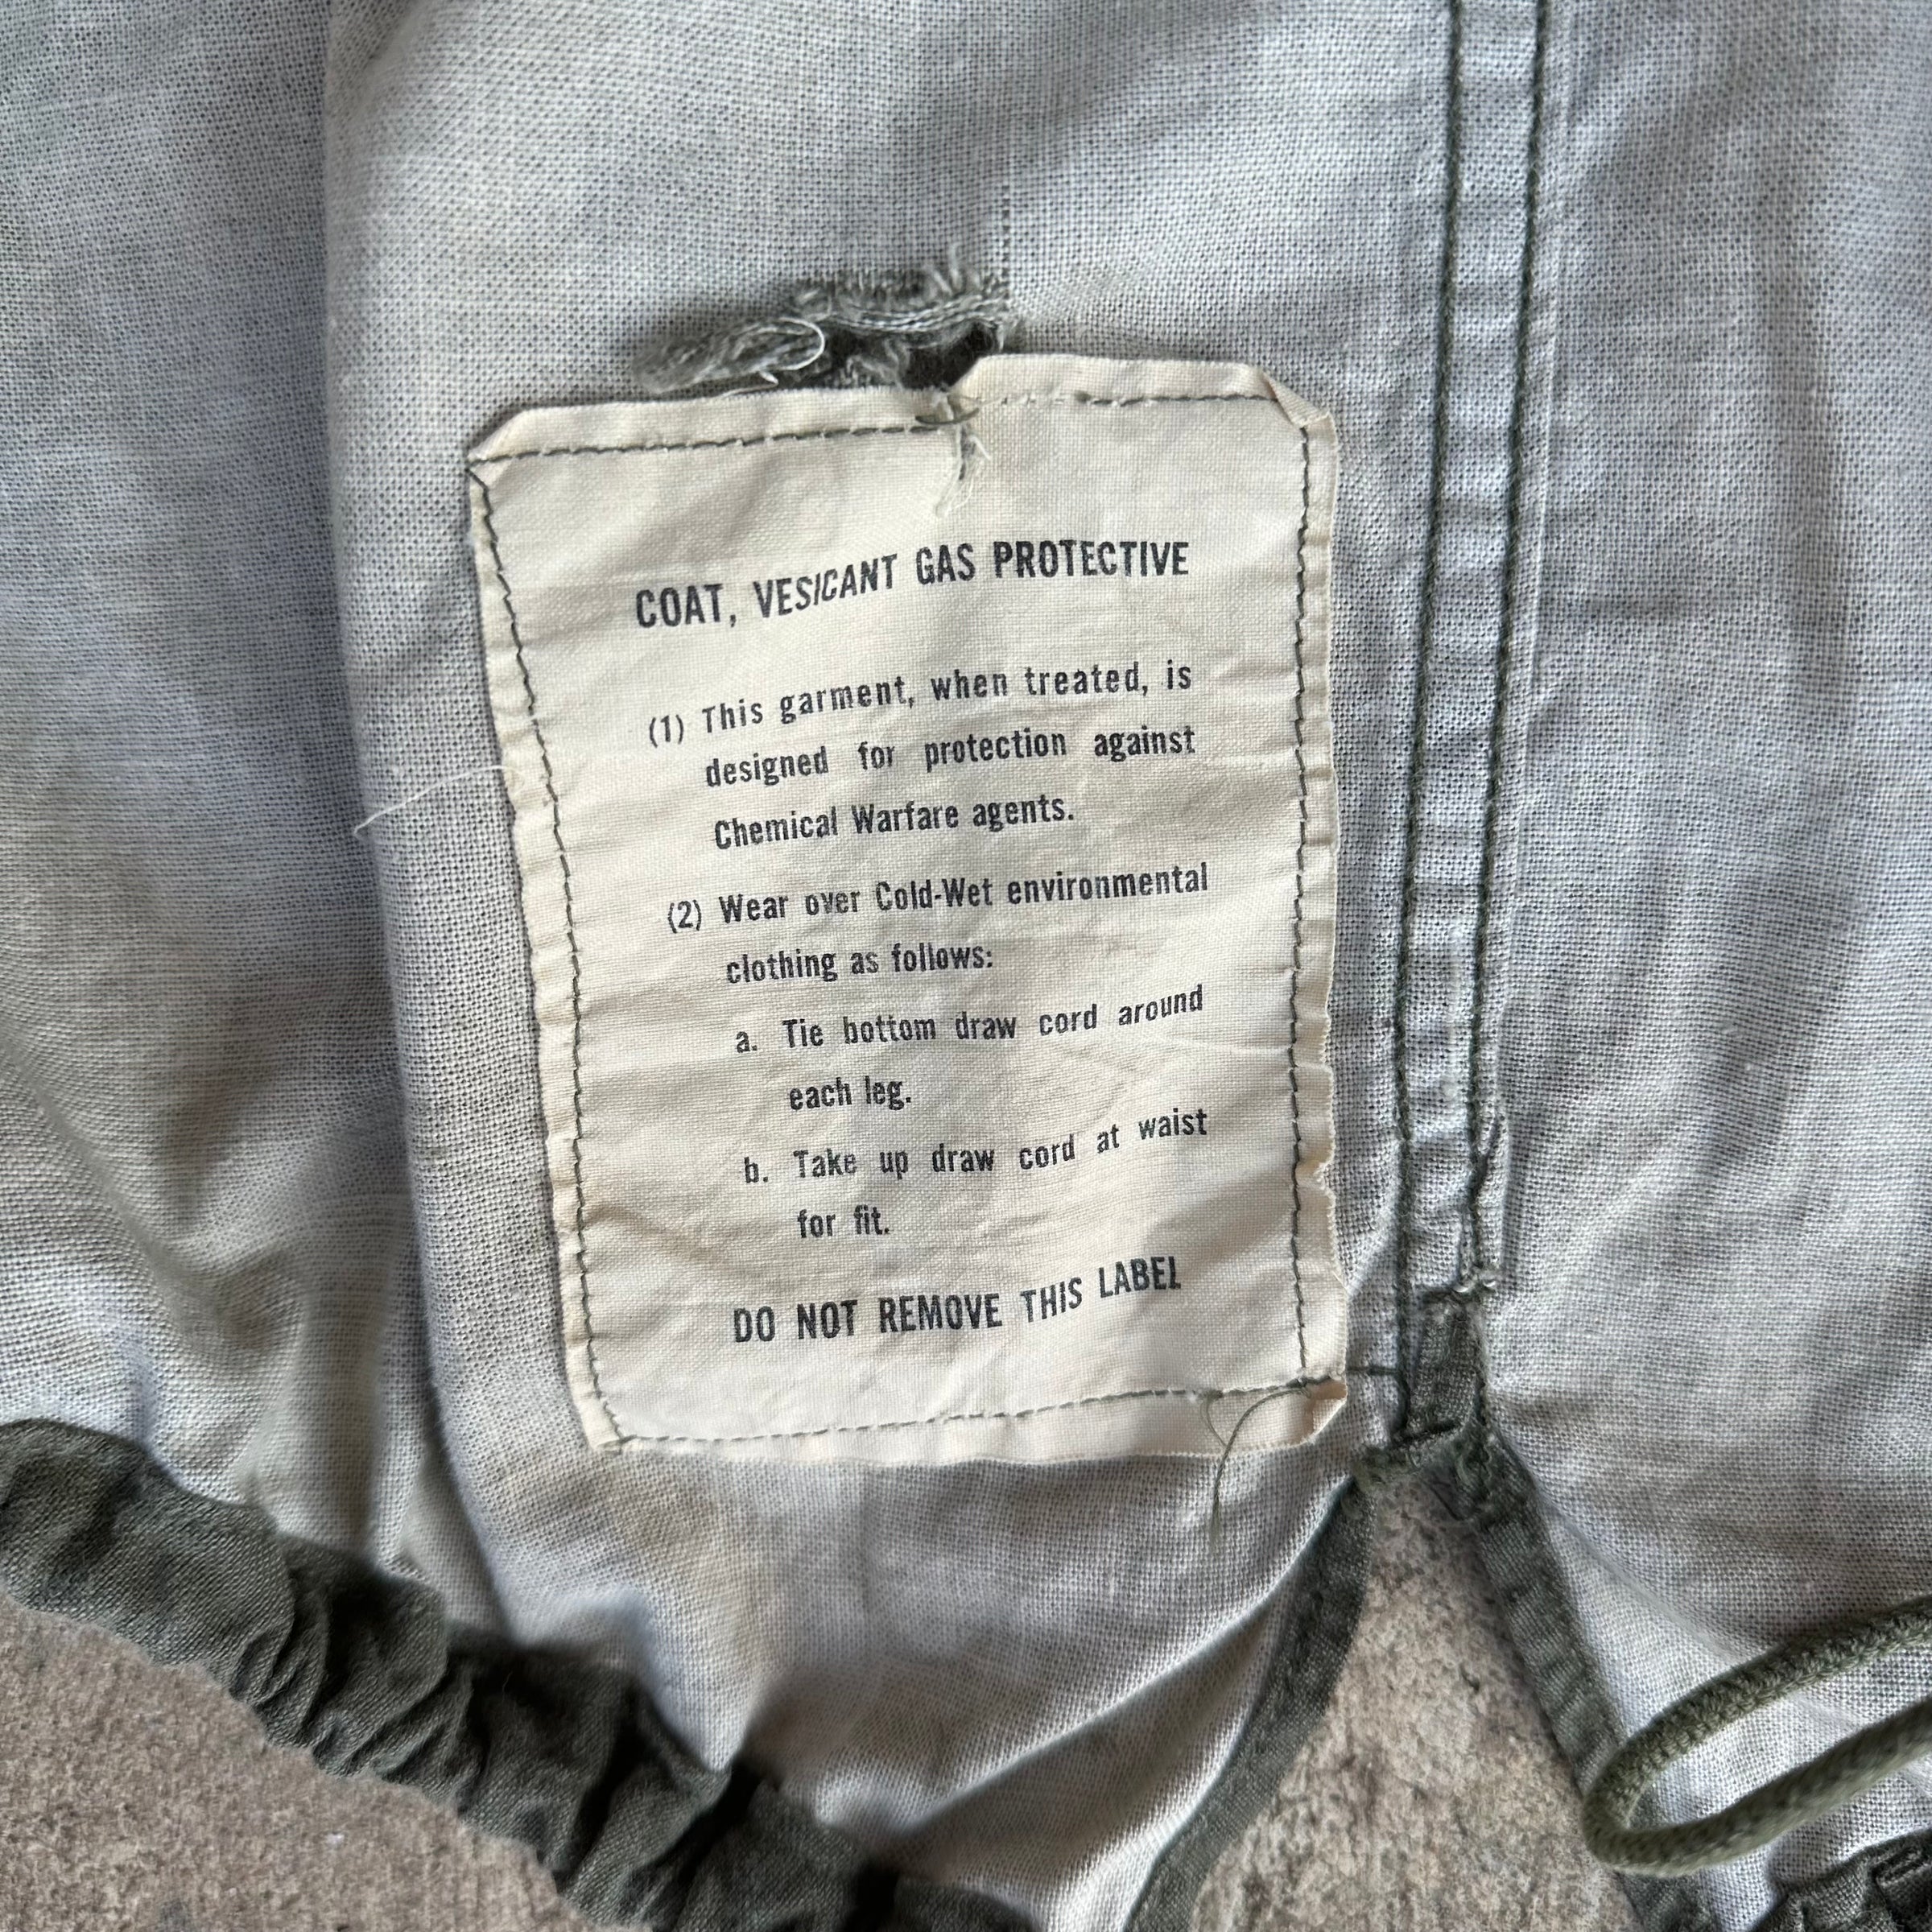 COAT, VESICANT GAS PROTECTIVE
(1) This garment, when treated, is
designed for protection against
Chemical Warfare agents.
(2) Wear over Cold-Wet environmental
clothing as follows:
a. Tie bottom draw cord around
each leg.
b. Take up draw cord at waist
for fit.
DO NOT REMOVE THIS LABEL